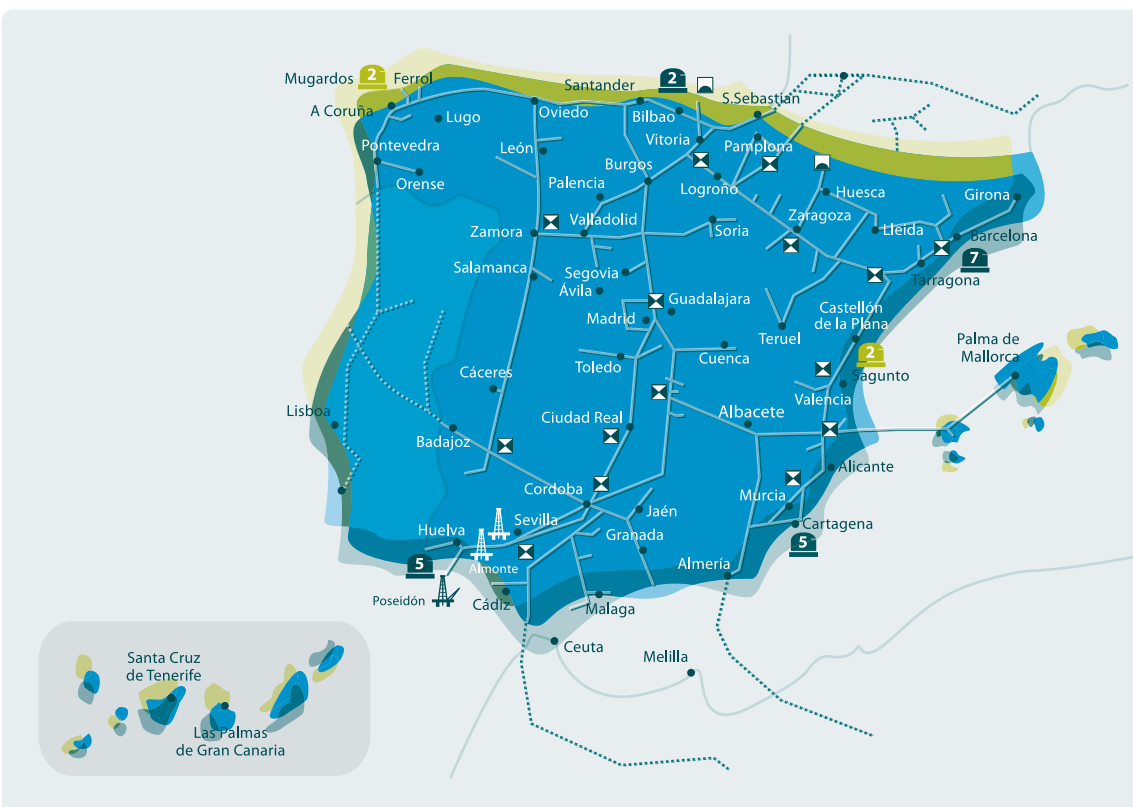 2
Mugardos
Ferrol
Santander
2
S.Sebastian
A Coruña
Lugo
Oviedo
Bilbao
Vitoria
Pamplona
Pontevedra
León
Burgos
Orense
Palencia
Logroño
Huesca
Girona
Valladolid
Zaragoza
Zamora
Soria
Lleida
Barcelona
7
Salamanca
Segovia
Tarragona
Ávila
Guadalajara
Castellón
de la Plana
Madrid
Teruel
Palma de
Mallorca
2
Cuenca
Toledo
Sagunto
Cáceres
Valencia
Lisboa
Ciudad Real
Albacete
Badajoz
Alicante
Cordoba
Murcia
Jaén
Sevilla
Cartagena
Huelva
Granada
5
5
Almonte
Almería
Poseidón
Cádiz
Malaga
Ceuta
Melilla
Santa Cruz
de Tenerife
Las Palmas
de Gran Canaria